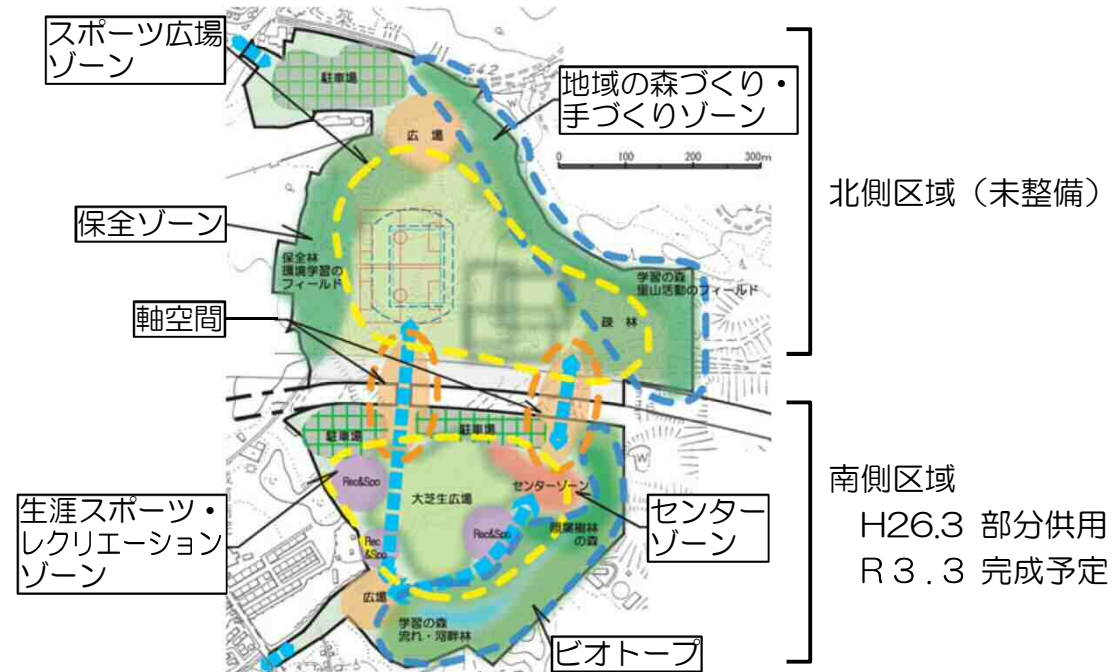 スポーツ広場
ゾーン
駐車場
642
地域の森づくり・
手づくりゾーン
広 場
0 100 200 300m
北側区域（未整備）
保全ゾーン
保全林
環境学習の
フィールド
学習の森
里山活動のフィールド
疎 林
軸空間
駐車場
駐車場
Rec&Spo
大芝生広場
センターゾーン
Rec&Spo
Rec
&Spo
照葉樹林
の森
生涯スポーツ・
レクリエーション
ゾーン
センター
ゾーン
南側区域
H26.3 部分供用
R3.3 完成予定
広場
学習の森
流れ・河畔林
ビオトープ